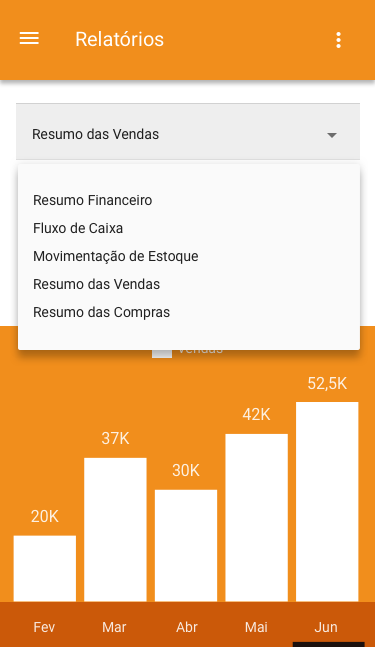 Relatórios
Resumo das Vendas
Resumo Financeiro
Fluxo de Caixa
Movimentação de Estoque
Resumo das Vendas
Resumo das Compras
Vendas
52,5K
42K
37K
30K
20K
Fev Mar Abr Mai Jun